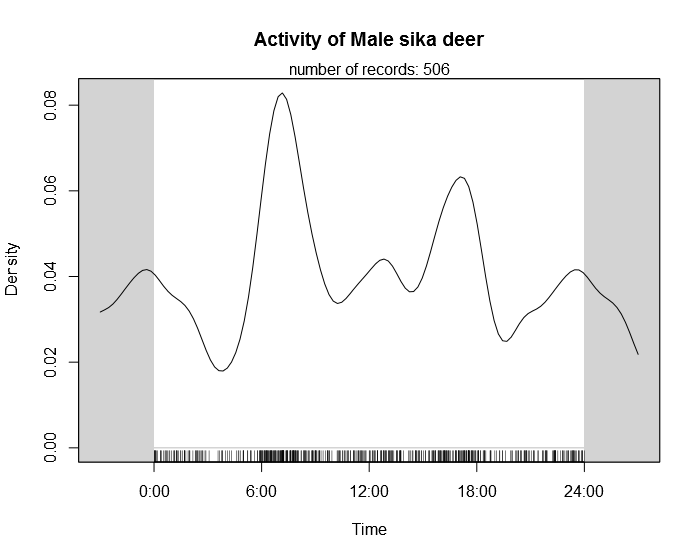 Activity of Male sika deer
number of records: 506
Density
0.08
0.06
0.04
0.02
0.00
0:00 6:00 12:00 18:00 24:00
Time